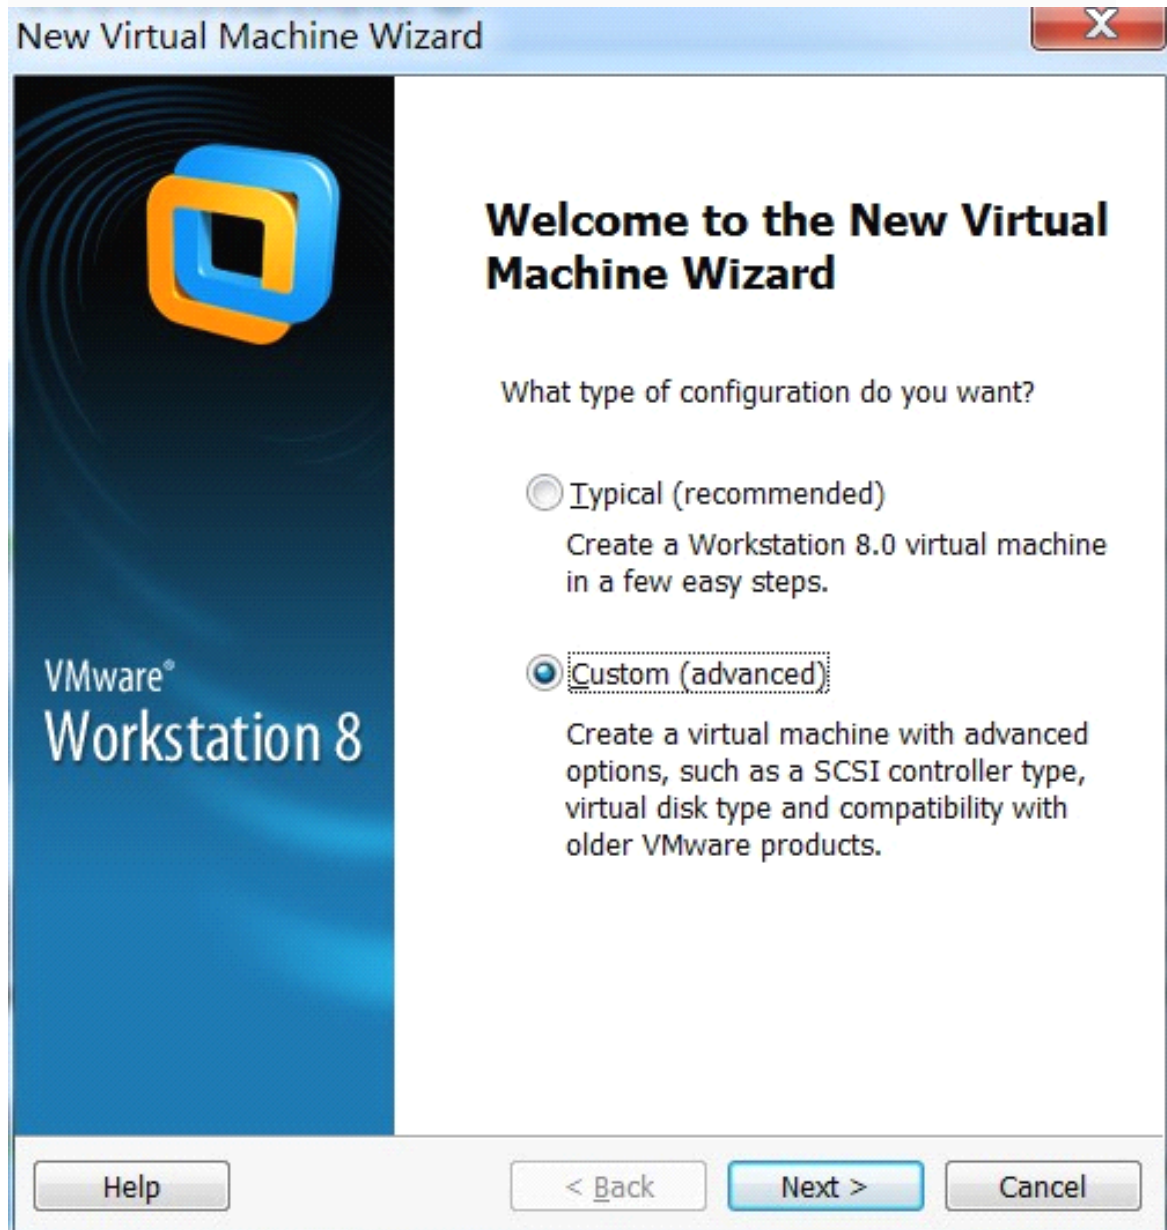 New Virtual Machine Wizard
Welcome to the New Virtual
Machine Wizard
What type of configuration do you want?
Typical (recommended)
Create a Workstation 8.0 virtual machine
in a few easy steps.
Custom (advanced)
Create a virtual machine with advanced
options, such as a SCSI controller type,
virtual disk type and compatibility with
older VMware products.
VMware®
Workstation 8
Help
< Back
Next >
Cancel